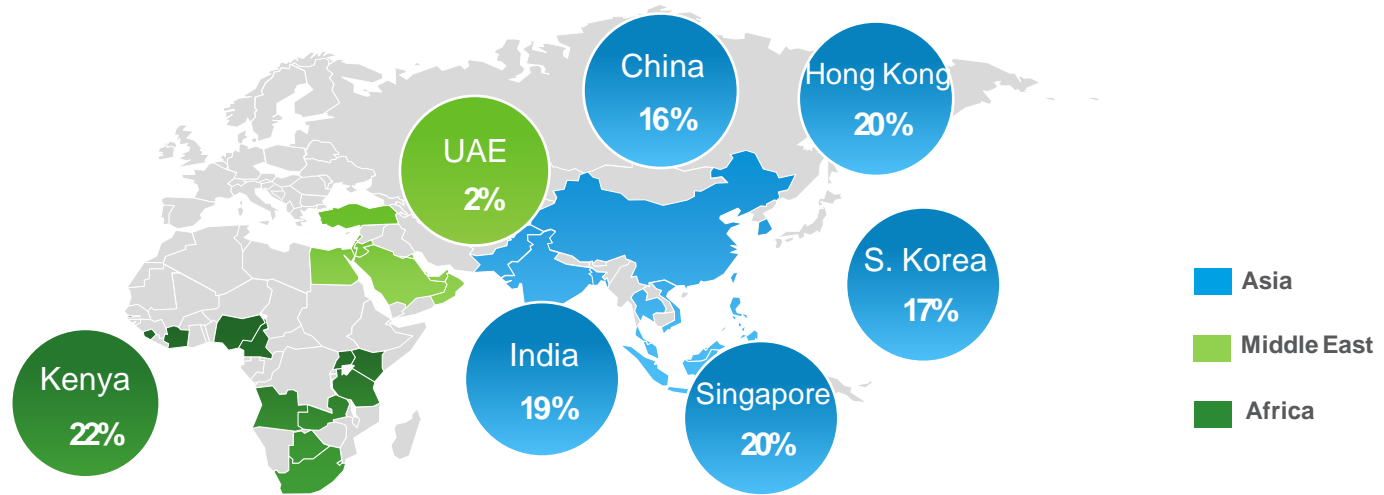 China
16%
Hong Kong
20%
UAE
2%
S. Korea
17%
Asia
Middle East
Africa
Kenya
22%
India
19%
Singapore
20%